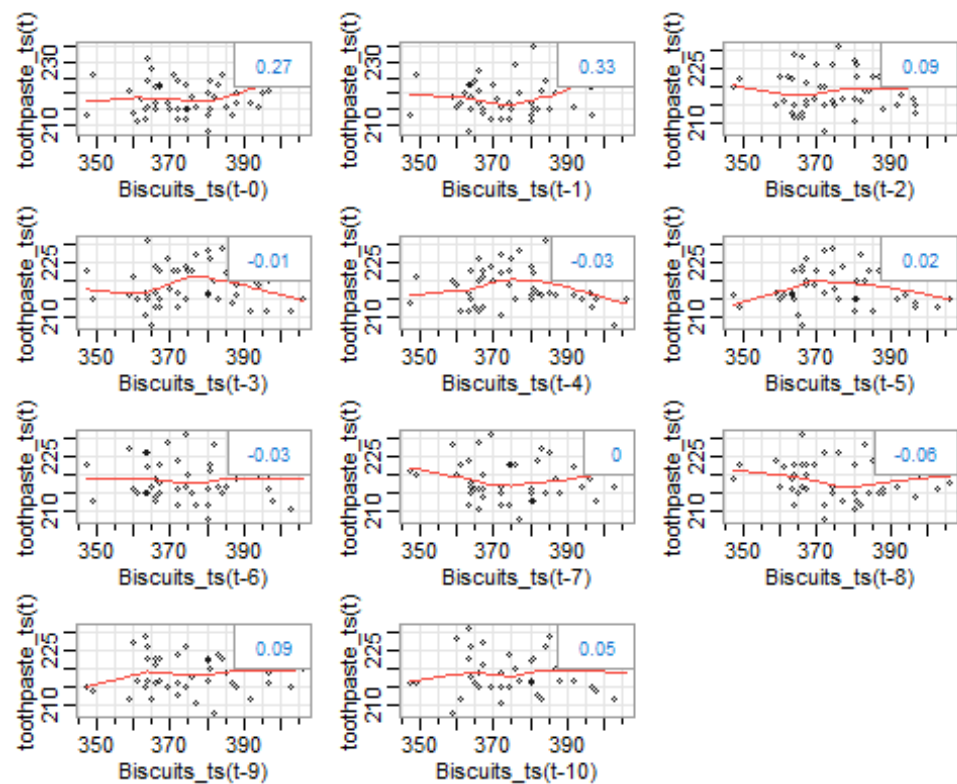 toothpaste_ts(t)
210 230
0.27
350 370 390
Biscuits_ts(t-0)
toothpaste_ts(t)
210 230
0.33
350 370 390
Biscuits_ts(t-1)
toothpaste_ts(t)
210 225
0.09
350 370 390
Biscuits_ts(t-2)
toothpaste_ts(t)
210 225
-0.01
350 370 390
Biscuits_ts(t-3)
toothpaste_ts(t)
210 225
-0.03
350 370 390
Biscuits_ts(t-4)
toothpaste_ts(t)
210 225
0.02
350 370 390
Biscuits_ts(t-5)
toothpaste_ts(t)
210 225
-0.03
350 370 390
Biscuits_ts(t-6)
toothpaste_ts(t)
210 225
0
350 370 390
Biscuits_ts(t-7)
toothpaste_ts(t)
210 225
-0.06
350 370 390
Biscuits_ts(t-8)
toothpaste_ts(t)
210 225
0.09
350 370 390
Biscuits_ts(t-9)
toothpaste_ts(t)
210 225
0.05
350 370 390
Biscuits_ts(t-10)